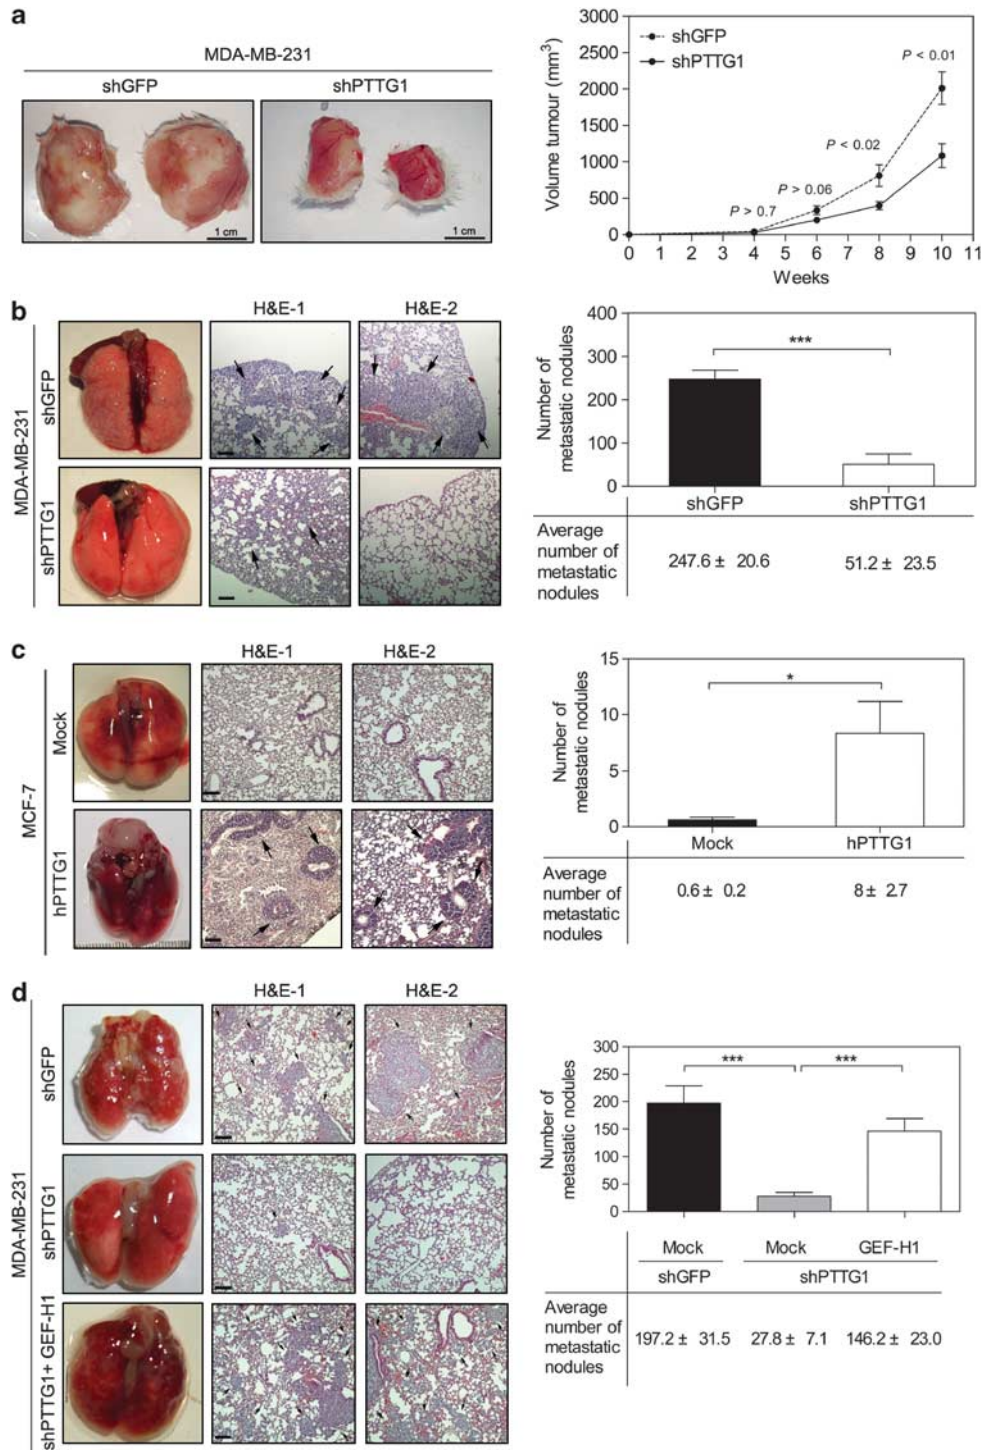 a
MDA-MB-231
shGFP
shPTTG1
1 cm
1 cm
Volume tumour (mm³)
3000
2500
2000
1500
1000
500
0
shGFP
shPTTG1
P > 0.7
P > 0.06
P < 0.02
P < 0.01
0 1 2 3 4 5 6 7 8 9 10 11
Weeks
b
MDA-MB-231
H&E-1
H&E-2
shGFP
shPTTG1
Number of
metastatic nodules
400
300
200
100
0
***
shGFP
shPTTG1
Average
number of
metastatic
nodules
247.6 ± 20.6
51.2 ± 23.5
c
MCF-7
H&E-1
H&E-2
Mock
hPTTG1
Number of
metastatic nodules
15
10
5
0
*
Mock
hPTTG1
Average
number of
metastatic
nodules
0.6 ± 0.2
8 ± 2.7
d
MDA-MB-231
H&E-1
H&E-2
shGFP
shPTTG1
shPTTG1+ GEF-H1
Number of
metastatic nodules
300
250
200
150
100
50
0
***
***
Mock
Mock
GEF-H1
shGFP
shPTTG1
Average
number of
metastatic
nodules
197.2 ± 31.5
27.8 ± 7.1
146.2 ± 23.0